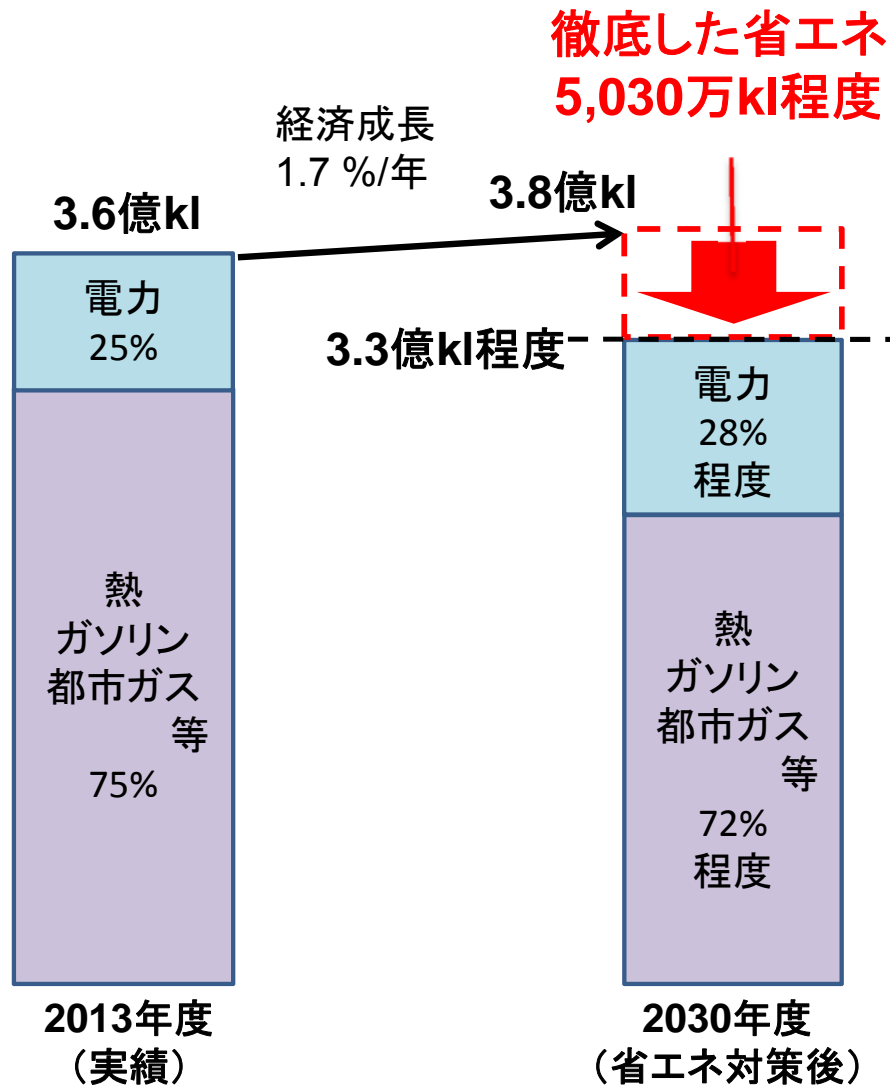 徹底した省エネ
5,030万kl程度
経済成長
1.7 %/年
3.6億kl
3.8億kl
電力
25%
3.3億kl程度
電力
28%
程度
熱
ガソリン
都市ガス
等
75%
熱
ガソリン
都市ガス
等
72%
程度
2013年度
（実績）
2030年度
（省エネ対策後）